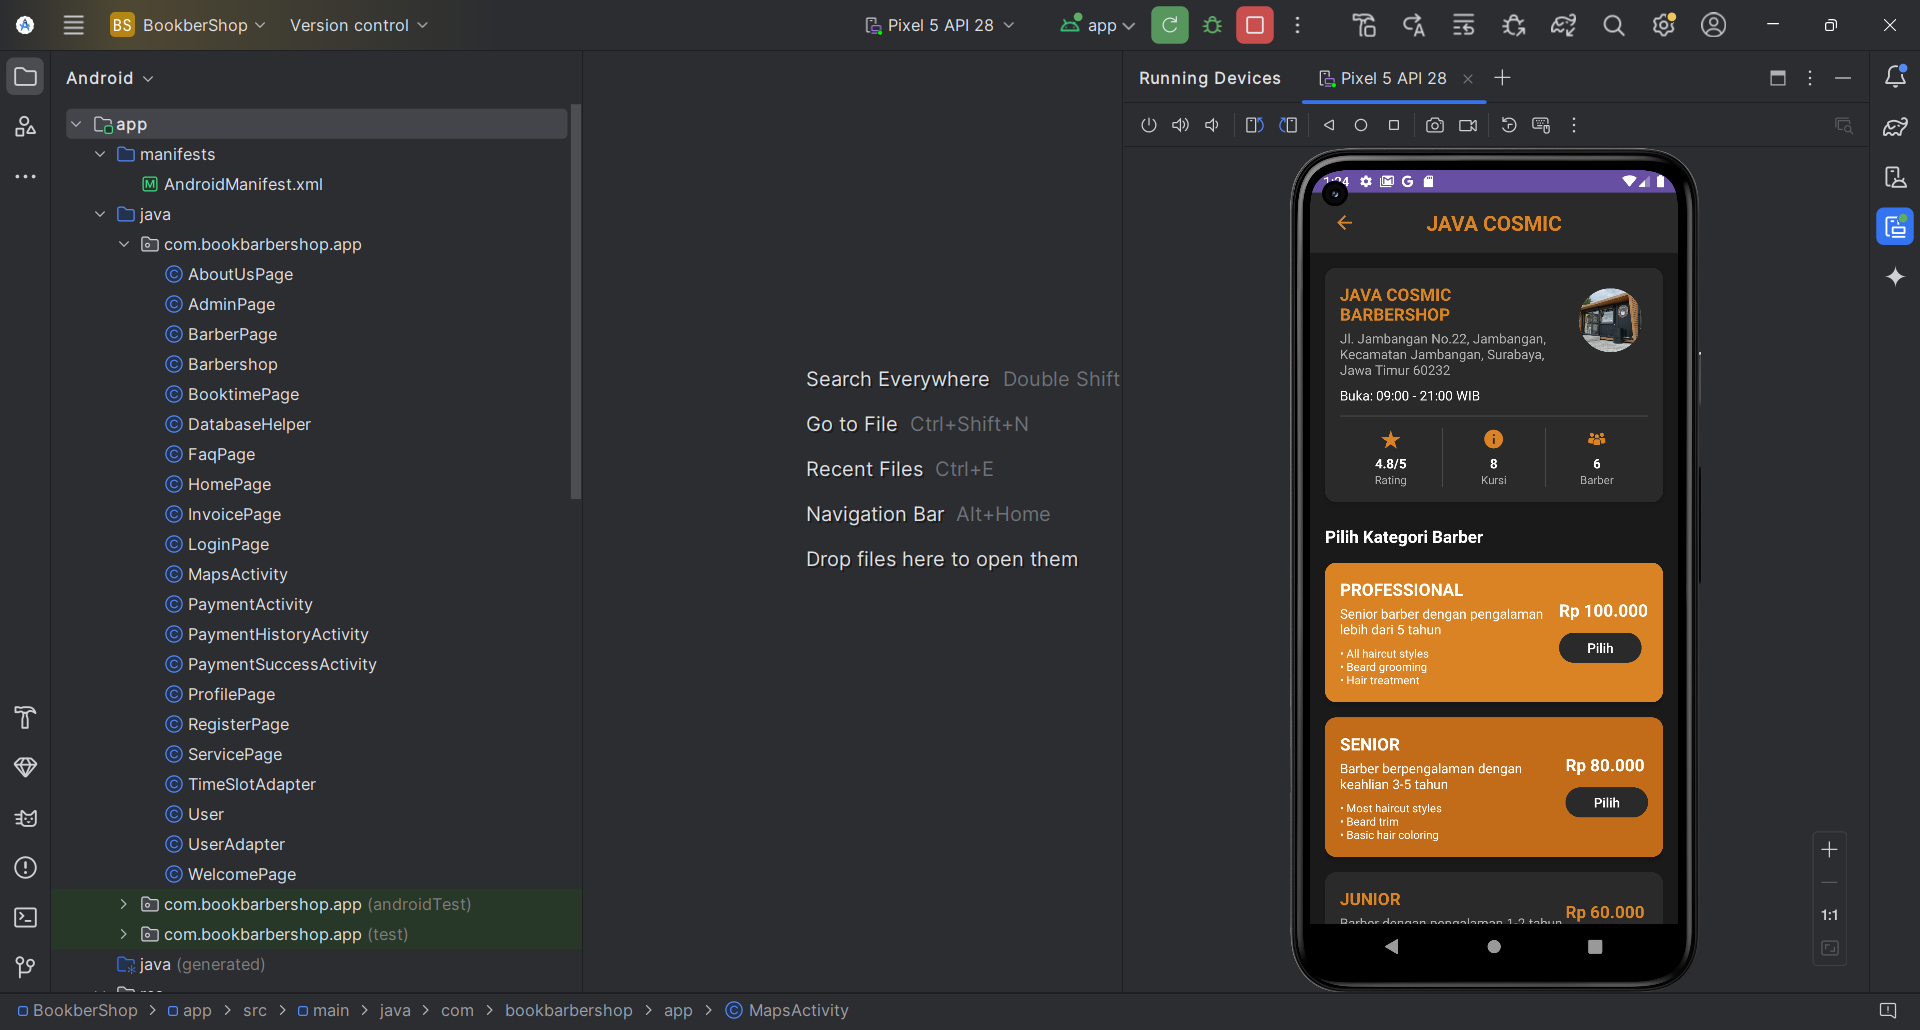 BS BookberShop Version control Pixel 5 API 28 app
Android
app
manifests
AndroidManifest.xml
java
com.bookbarbershop.app
AboutUsPage
AdminPage
BarberPage
Barbershop
BooktimePage
DatabaseHelper
FaqPage
HomePage
InvoicePage
LoginPage
MapsActivity
PaymentActivity
PaymentHistoryActivity
PaymentSuccessActivity
ProfilePage
RegisterPage
ServicePage
TimeSlotAdapter
User
UserAdapter
WelcomePage
com.bookbarbershop.app (androidTest)
com.bookbarbershop.app (test)
java (generated)
Search Everywhere Double Shift
Go to File Ctrl+Shift+N
Recent Files Ctrl+E
Navigation Bar Alt+Home
Drop files here to open them
Running Devices Pixel 5 API 28
JAVA COSMIC
JAVA COSMIC
BARBERSHOP
Jl. Jambangan No.22, Jambangan,
Kecamatan Jambangan, Surabaya,
Jawa Timur 60232
Buka: 09:00 - 21:00 WIB
4.8/5
Rating
8
Kursi
6
Barber
Pilih Kategori Barber
PROFESSIONAL
Senior barber dengan pengalaman
lebih dari 5 tahun
• All haircut styles
• Beard grooming
• Hair treatment
Rp 100.000
Pilih
SENIOR
Barber berpengalaman dengan
keahlian 3-5 tahun
• Most haircut styles
• Beard trim
• Basic hair coloring
Rp 80.000
Pilih
JUNIOR
Barber dengan pengalaman 1-2 tahun
Rp 60.000
1:1
BookberShop > app > src > main > java > com > bookbarbershop > app > MapsActivity